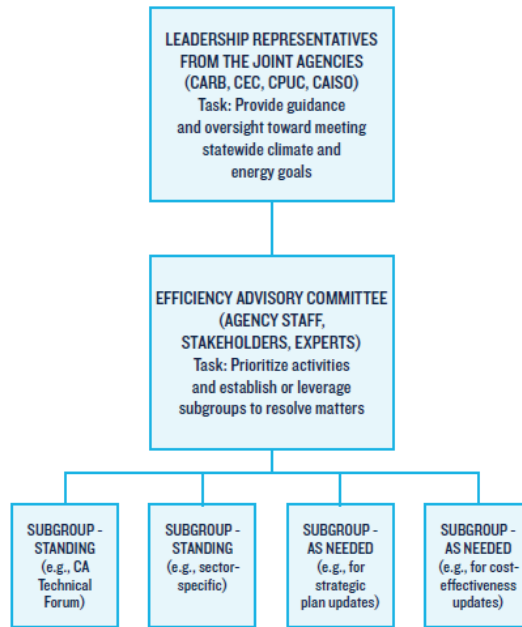 LEADERSHIP REPRESENTATIVES
FROM THE JOINT AGENCIES
(CARB, CEC, CPUC, CAISO)
Task: Provide guidance
and oversight toward meeting
statewide climate and
energy goals
EFFICIENCY ADVISORY COMMITTEE
(AGENCY STAFF,
STAKEHOLDERS, EXPERTS)
Task: Prioritize activities
and establish or leverage
subgroups to resolve matters
SUBGROUP -
STANDING
(e.g., CA
Technical
Forum)
SUBGROUP -
STANDING
(e.g., sector-
specific)
SUBGROUP -
AS NEEDED
(e.g., for
strategic
plan updates)
SUBGROUP -
AS NEEDED
(e.g., for cost-
effectiveness
updates)